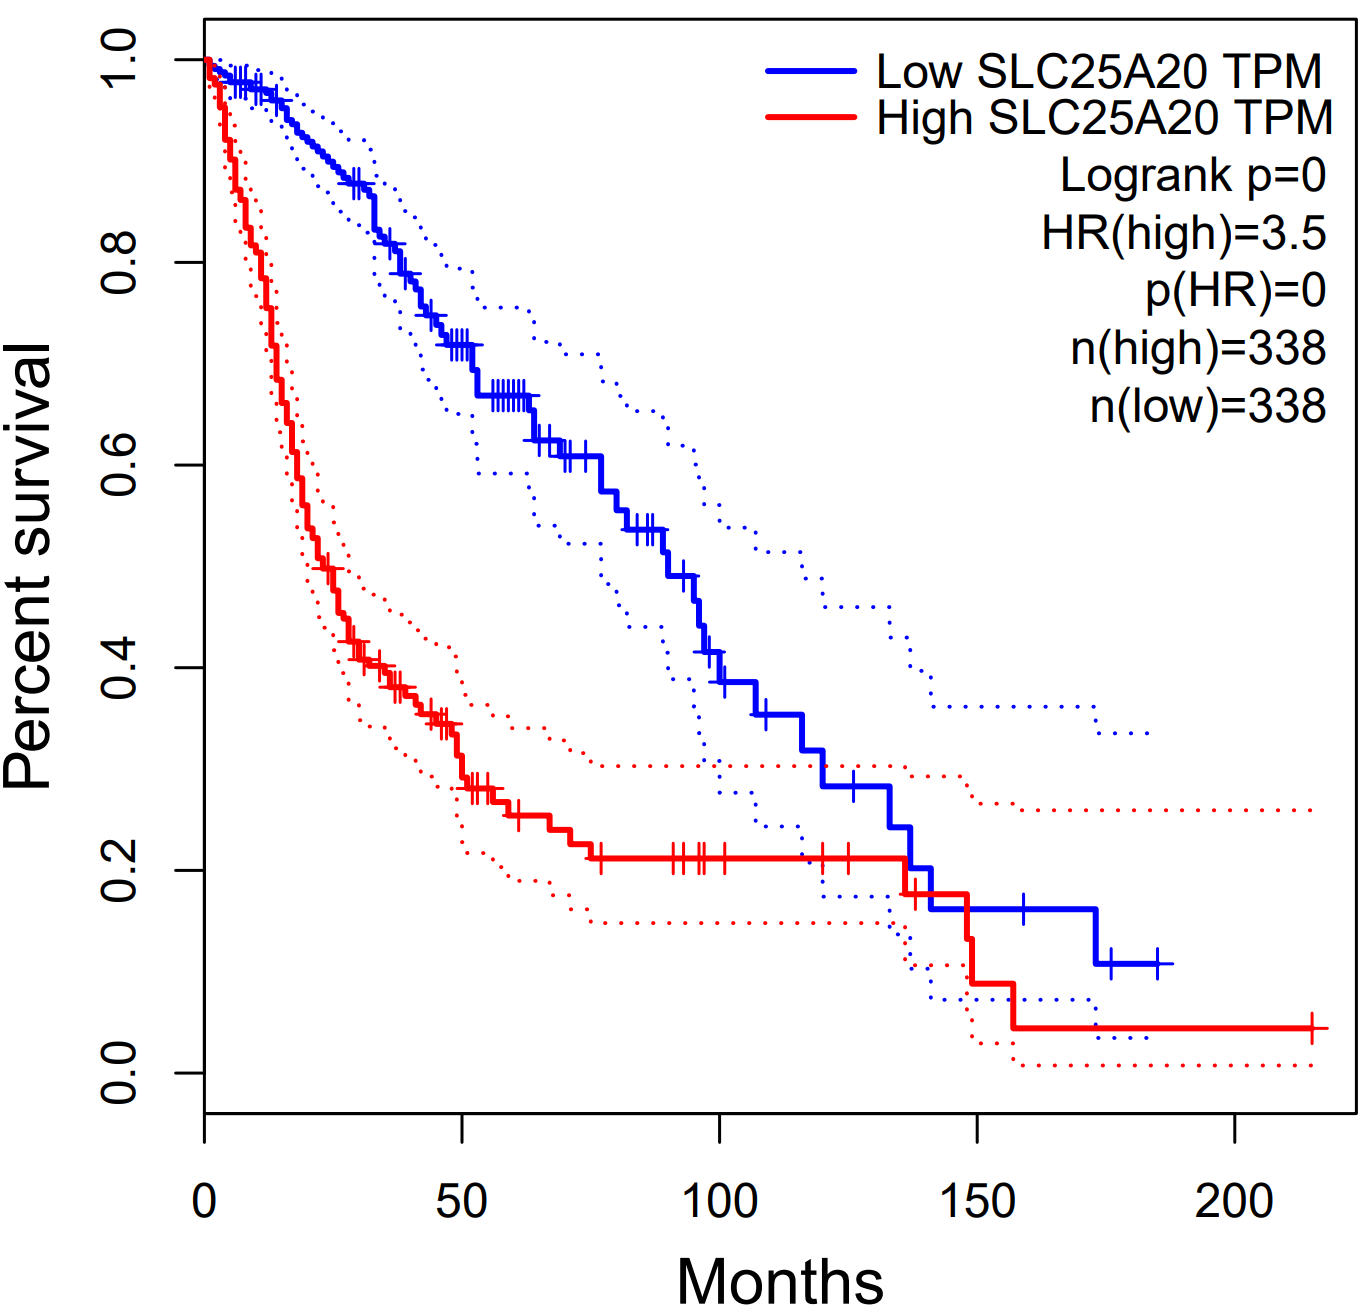 Low SLC25A20 TPM
High SLC25A20 TPM
Logrank p=0
HR(high)=3.5
p(HR)=0
n(high)=338
n(low)=338
Percent survival
1.0
0.8
0.6
0.4
0.2
0.0
0 50 100 150 200
Months